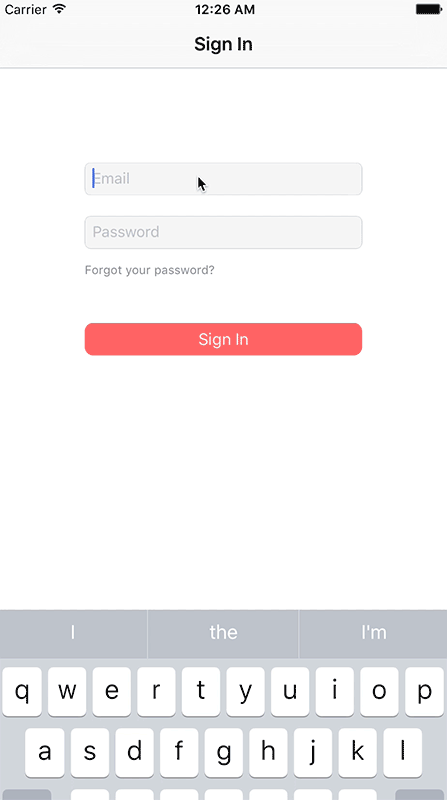 Carrier 12:26 AM
Sign In
Email
Password
Forgot your password?
Sign In
I the I'm
q w e r t y u i o p
a s d f g h j k l